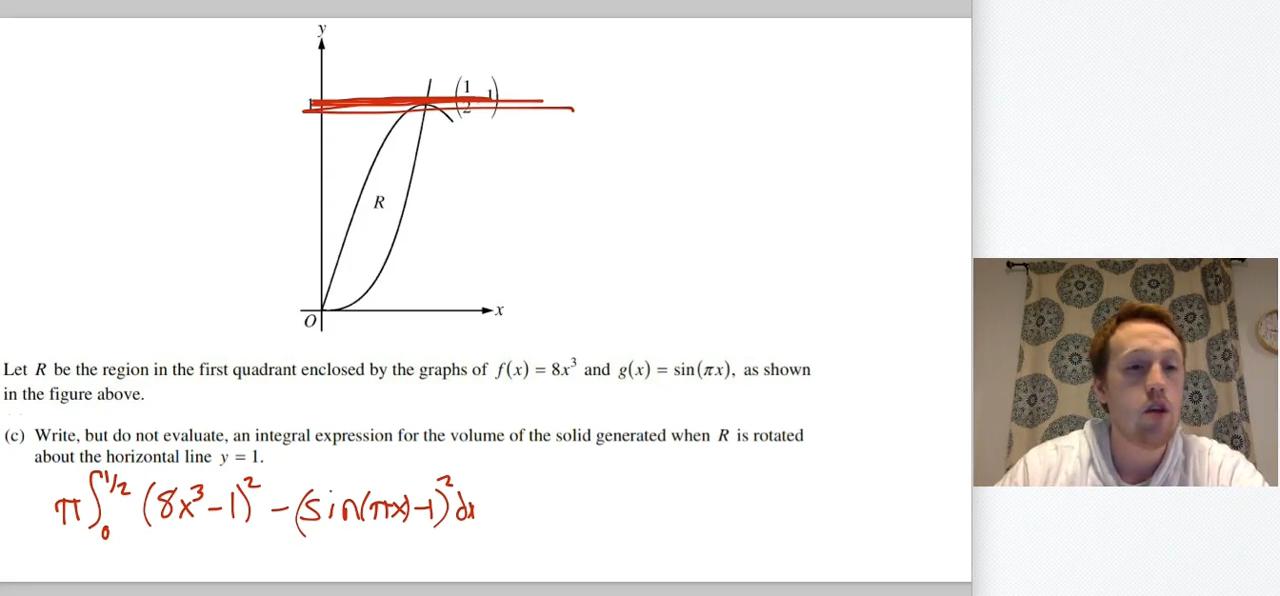 y
(1/2, 1)
1
R
O
x
Let R be the region in the first quadrant enclosed by the graphs of f(x) = 8x³ and g(x) = sin(πx), as shown
in the figure above.
(c) Write, but do not evaluate, an integral expression for the volume of the solid generated when R is rotated
about the horizontal line y = 1.
π∫₀^1/2 (8x³-1)² - (sin(πx)-1)² dx